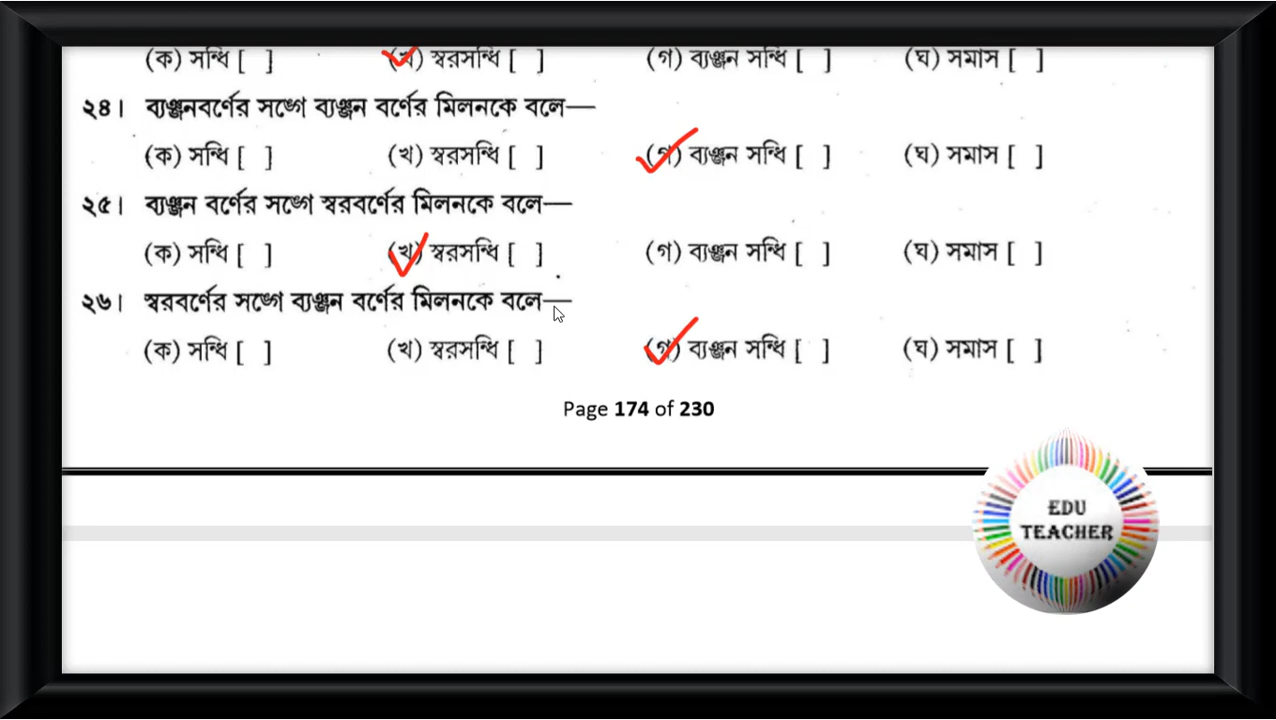 (ক) সন্ধি [ ] (খ) স্বরসন্ধি [ ] (গ) ব্যঞ্জন সন্ধি [ ] (ঘ) সমাস [ ]
২৪। ব্যঞ্জনবর্ণের সঙ্গে ব্যঞ্জন বর্ণের মিলনকে বলে—
(ক) সন্ধি [ ] (খ) স্বরসন্ধি [ ] (গ) ব্যঞ্জন সন্ধি [ ] (ঘ) সমাস [ ]
২৫। ব্যঞ্জন বর্ণের সঙ্গে স্বরবর্ণের মিলনকে বলে—
(ক) সন্ধি [ ] (খ) স্বরসন্ধি [ ] (গ) ব্যঞ্জন সন্ধি [ ] (ঘ) সমাস [ ]
২৬। স্বরবর্ণের সঙ্গে ব্যঞ্জন বর্ণের মিলনকে বলে—
(ক) সন্ধি [ ] (খ) স্বরসন্ধি [ ] (গ) ব্যঞ্জন সন্ধি [ ] (ঘ) সমাস [ ]
Page 174 of 230
EDU
TEACHER